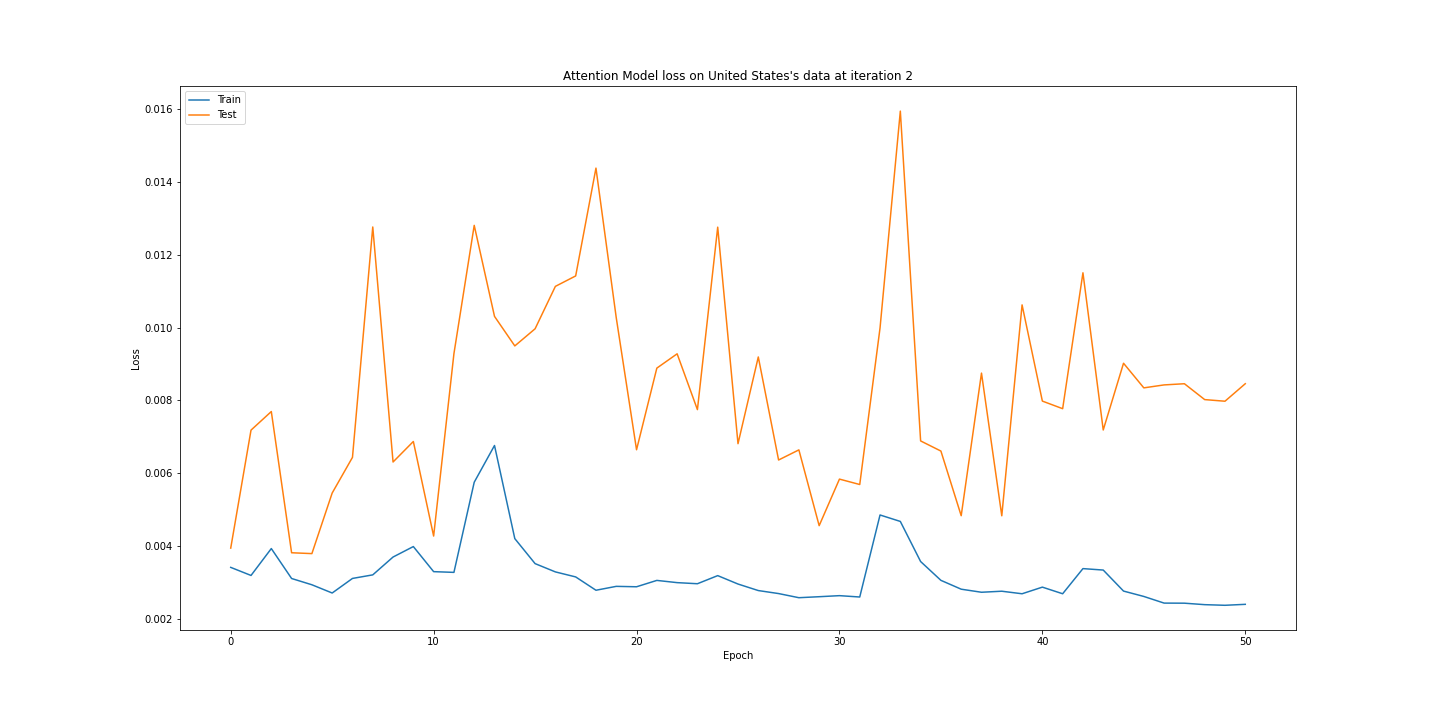 Attention Model loss on United States's data at iteration 2
Train
Test
0.016
0.014
0.012
0.010
0.008
0.006
0.004
0.002
Loss
0 10 20 30 40 50
Epoch